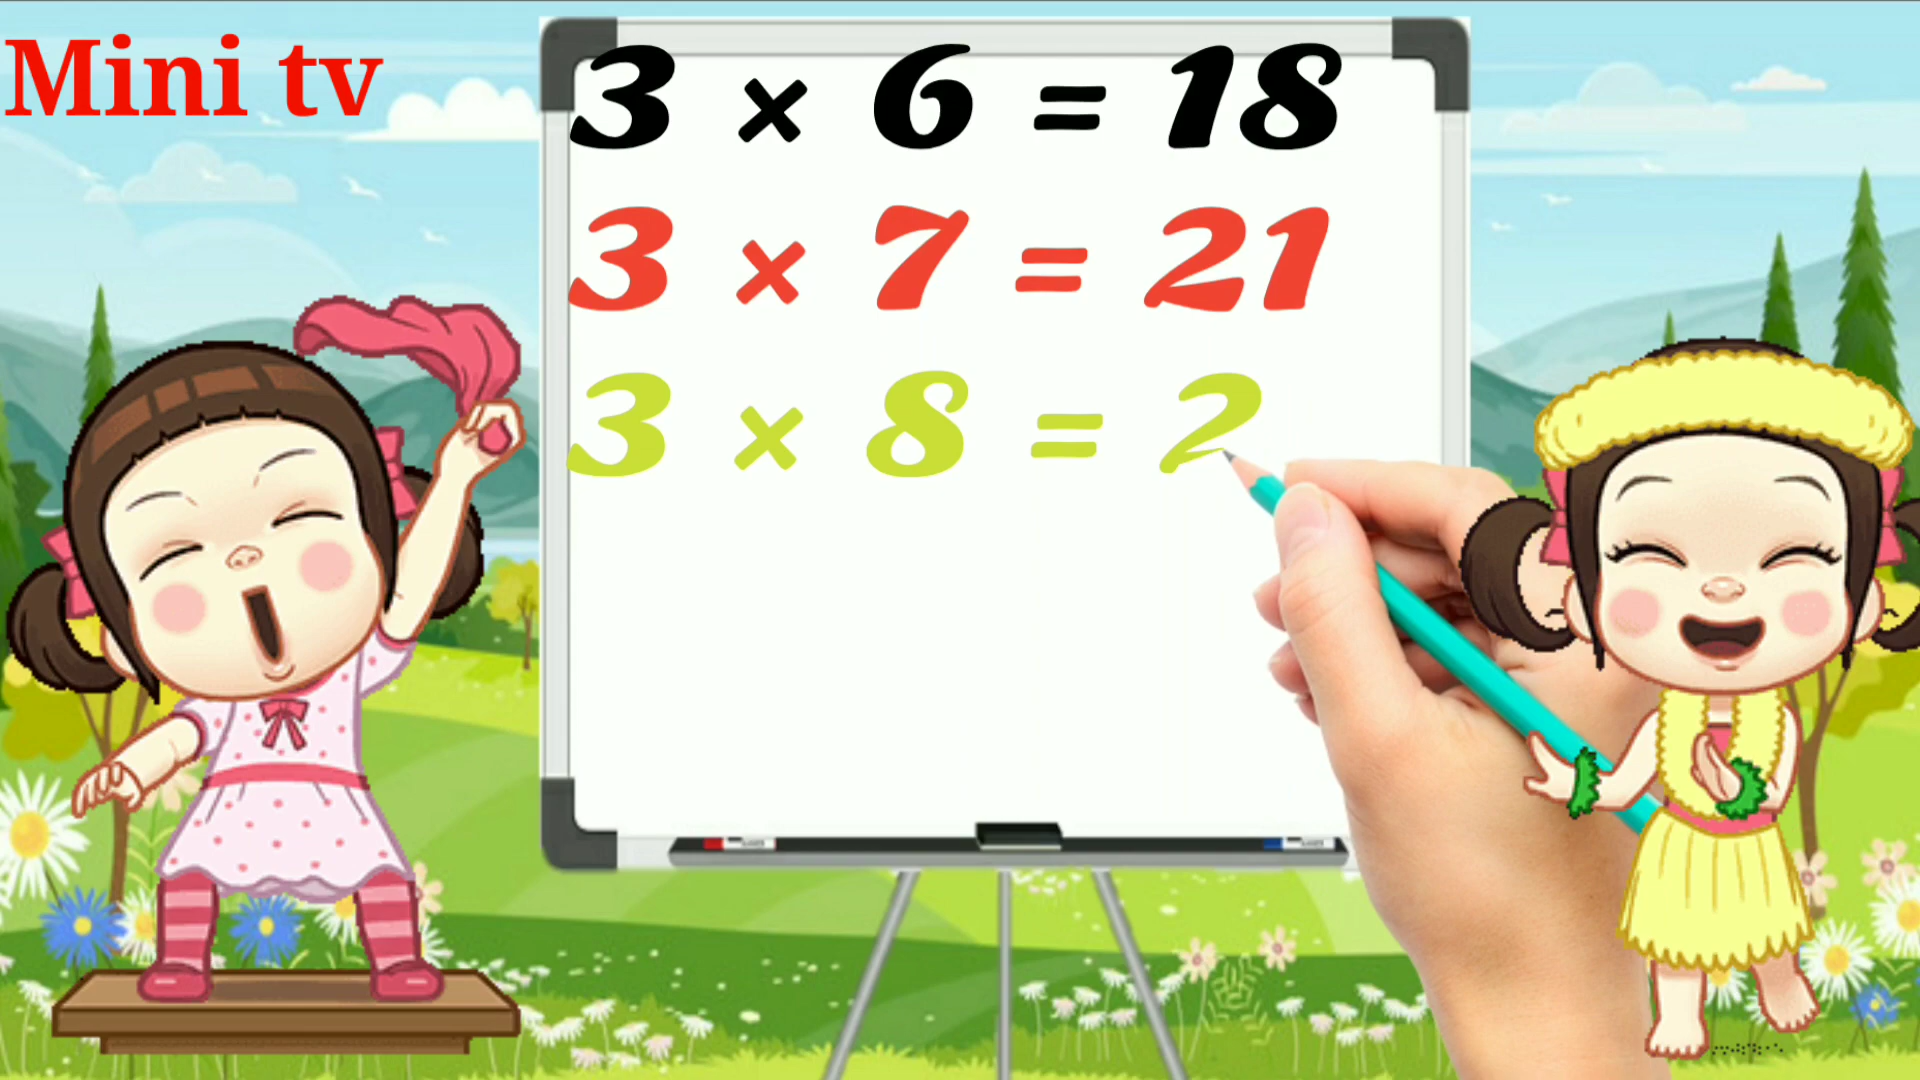 Mini tv
3 × 6 = 18
3 × 7 = 21
3 × 8 = 2